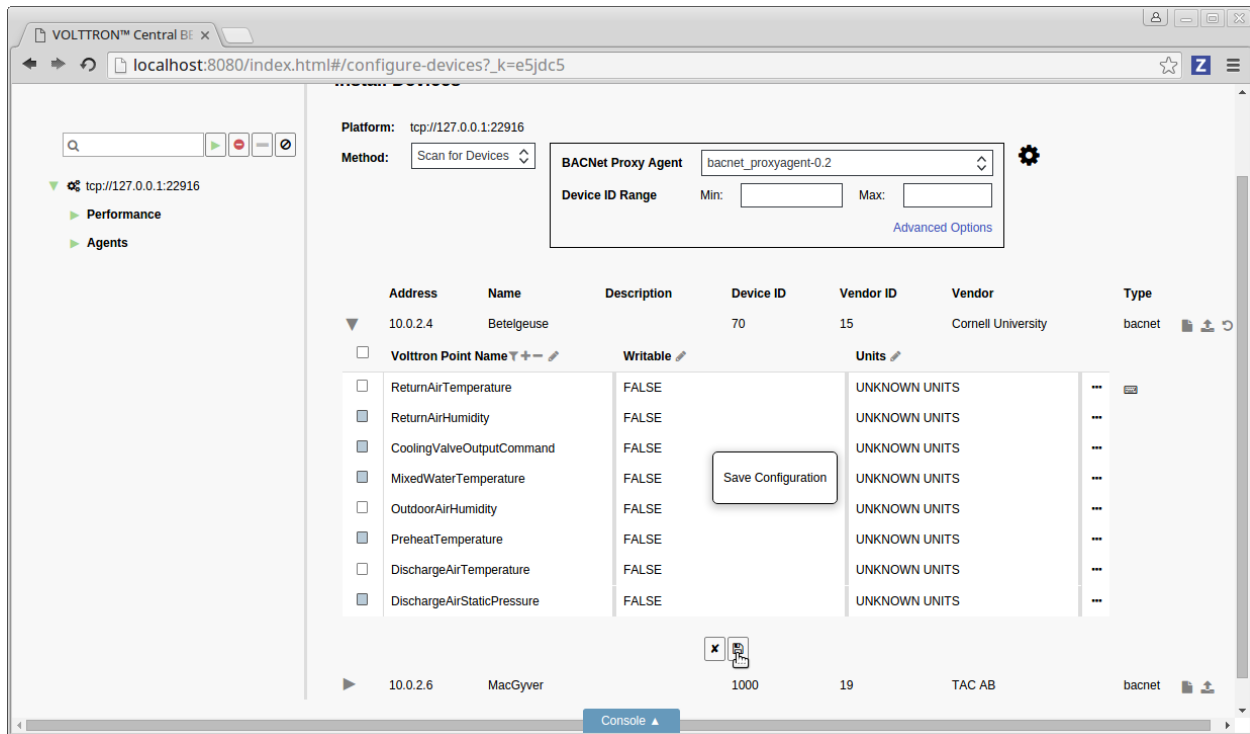 VOLTTRON™ Central BE
localhost:8080/index.html#/configure-devices?_k=e5jdc5
Z
Install Devices
Platform: tcp://127.0.0.1:22916
Method: Scan for Devices
BACNet Proxy Agent bacnet_proxyagent-0.2
Device ID Range Min: Max:
Advanced Options
tcp://127.0.0.1:22916
Performance
Agents
Address Name Description Device ID Vendor ID Vendor Type
10.0.2.4 Betelgeuse 70 15 Cornell University bacnet
Volttron Point Name Writable Units
ReturnAirTemperature FALSE UNKNOWN UNITS
ReturnAirHumidity FALSE UNKNOWN UNITS
CoolingValveOutputCommand FALSE UNKNOWN UNITS
MixedWaterTemperature FALSE UNKNOWN UNITS
Save Configuration
OutdoorAirHumidity FALSE UNKNOWN UNITS
PreheatTemperature FALSE UNKNOWN UNITS
DischargeAirTemperature FALSE UNKNOWN UNITS
DischargeAirStaticPressure FALSE UNKNOWN UNITS
10.0.2.6 MacGyver 1000 19 TAC AB bacnet
Console ▲